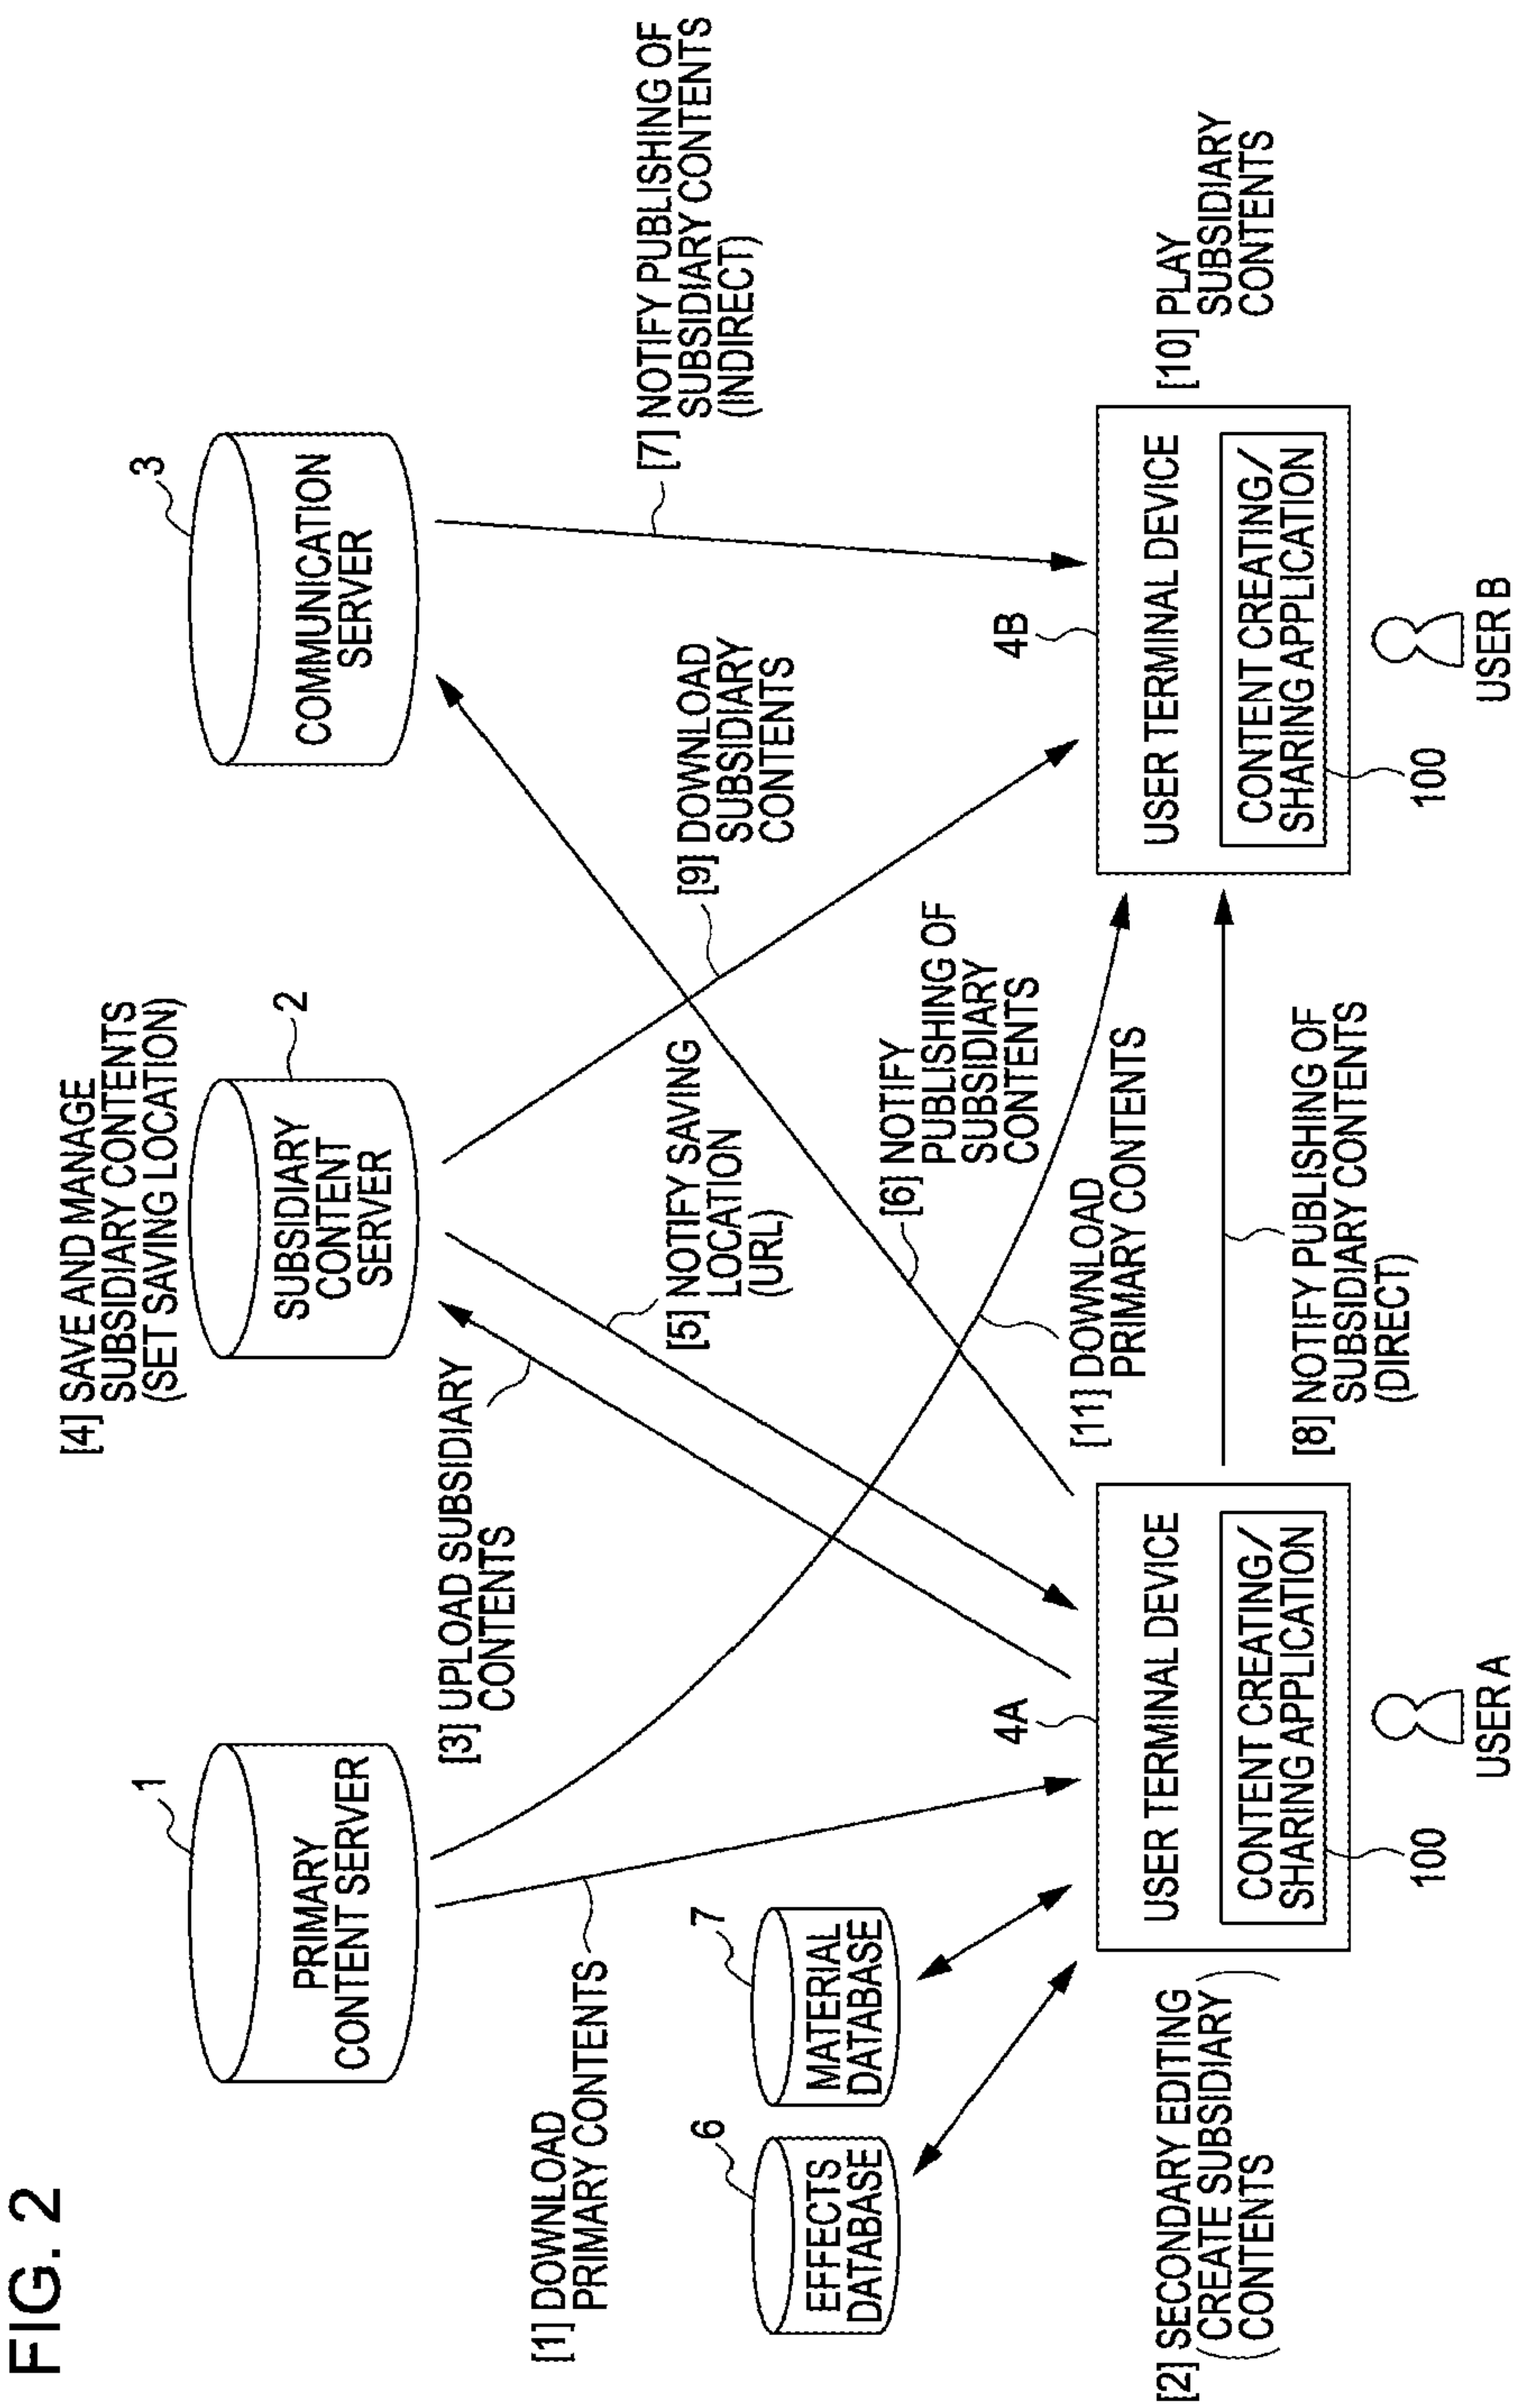 FIG. 2
1
PRIMARY
CONTENT SERVER
[4] SAVE AND MANAGE
SUBSIDIARY CONTENTS
(SET SAVING LOCATION)
2
SUBSIDIARY
CONTENT
SERVER
3
COMMUNICATION
SERVER
[1] DOWNLOAD
PRIMARY CONTENTS
[3] UPLOAD SUBSIDIARY
CONTENTS
[5] NOTIFY SAVING
LOCATION
(URL)
[9] DOWNLOAD
SUBSIDIARY
CONTENTS
[7] NOTIFY PUBLISHING OF
SUBSIDIARY CONTENTS
(INDIRECT)
6
EFFECTS
DATABASE
7
MATERIAL
DATABASE
[6] NOTIFY
PUBLISHING OF
SUBSIDIARY
CONTENTS
[11] DOWNLOAD
PRIMARY CONTENTS
4A
USER TERMINAL DEVICE
CONTENT CREATING/
SHARING APPLICATION
100
USER A
[2] SECONDARY EDITING
(CREATE SUBSIDIARY
CONTENTS)
[8] NOTIFY PUBLISHING OF
SUBSIDIARY CONTENTS
(DIRECT)
4B
USER TERMINAL DEVICE
CONTENT CREATING/
SHARING APPLICATION
100
USER B
[10] PLAY
SUBSIDIARY
CONTENTS